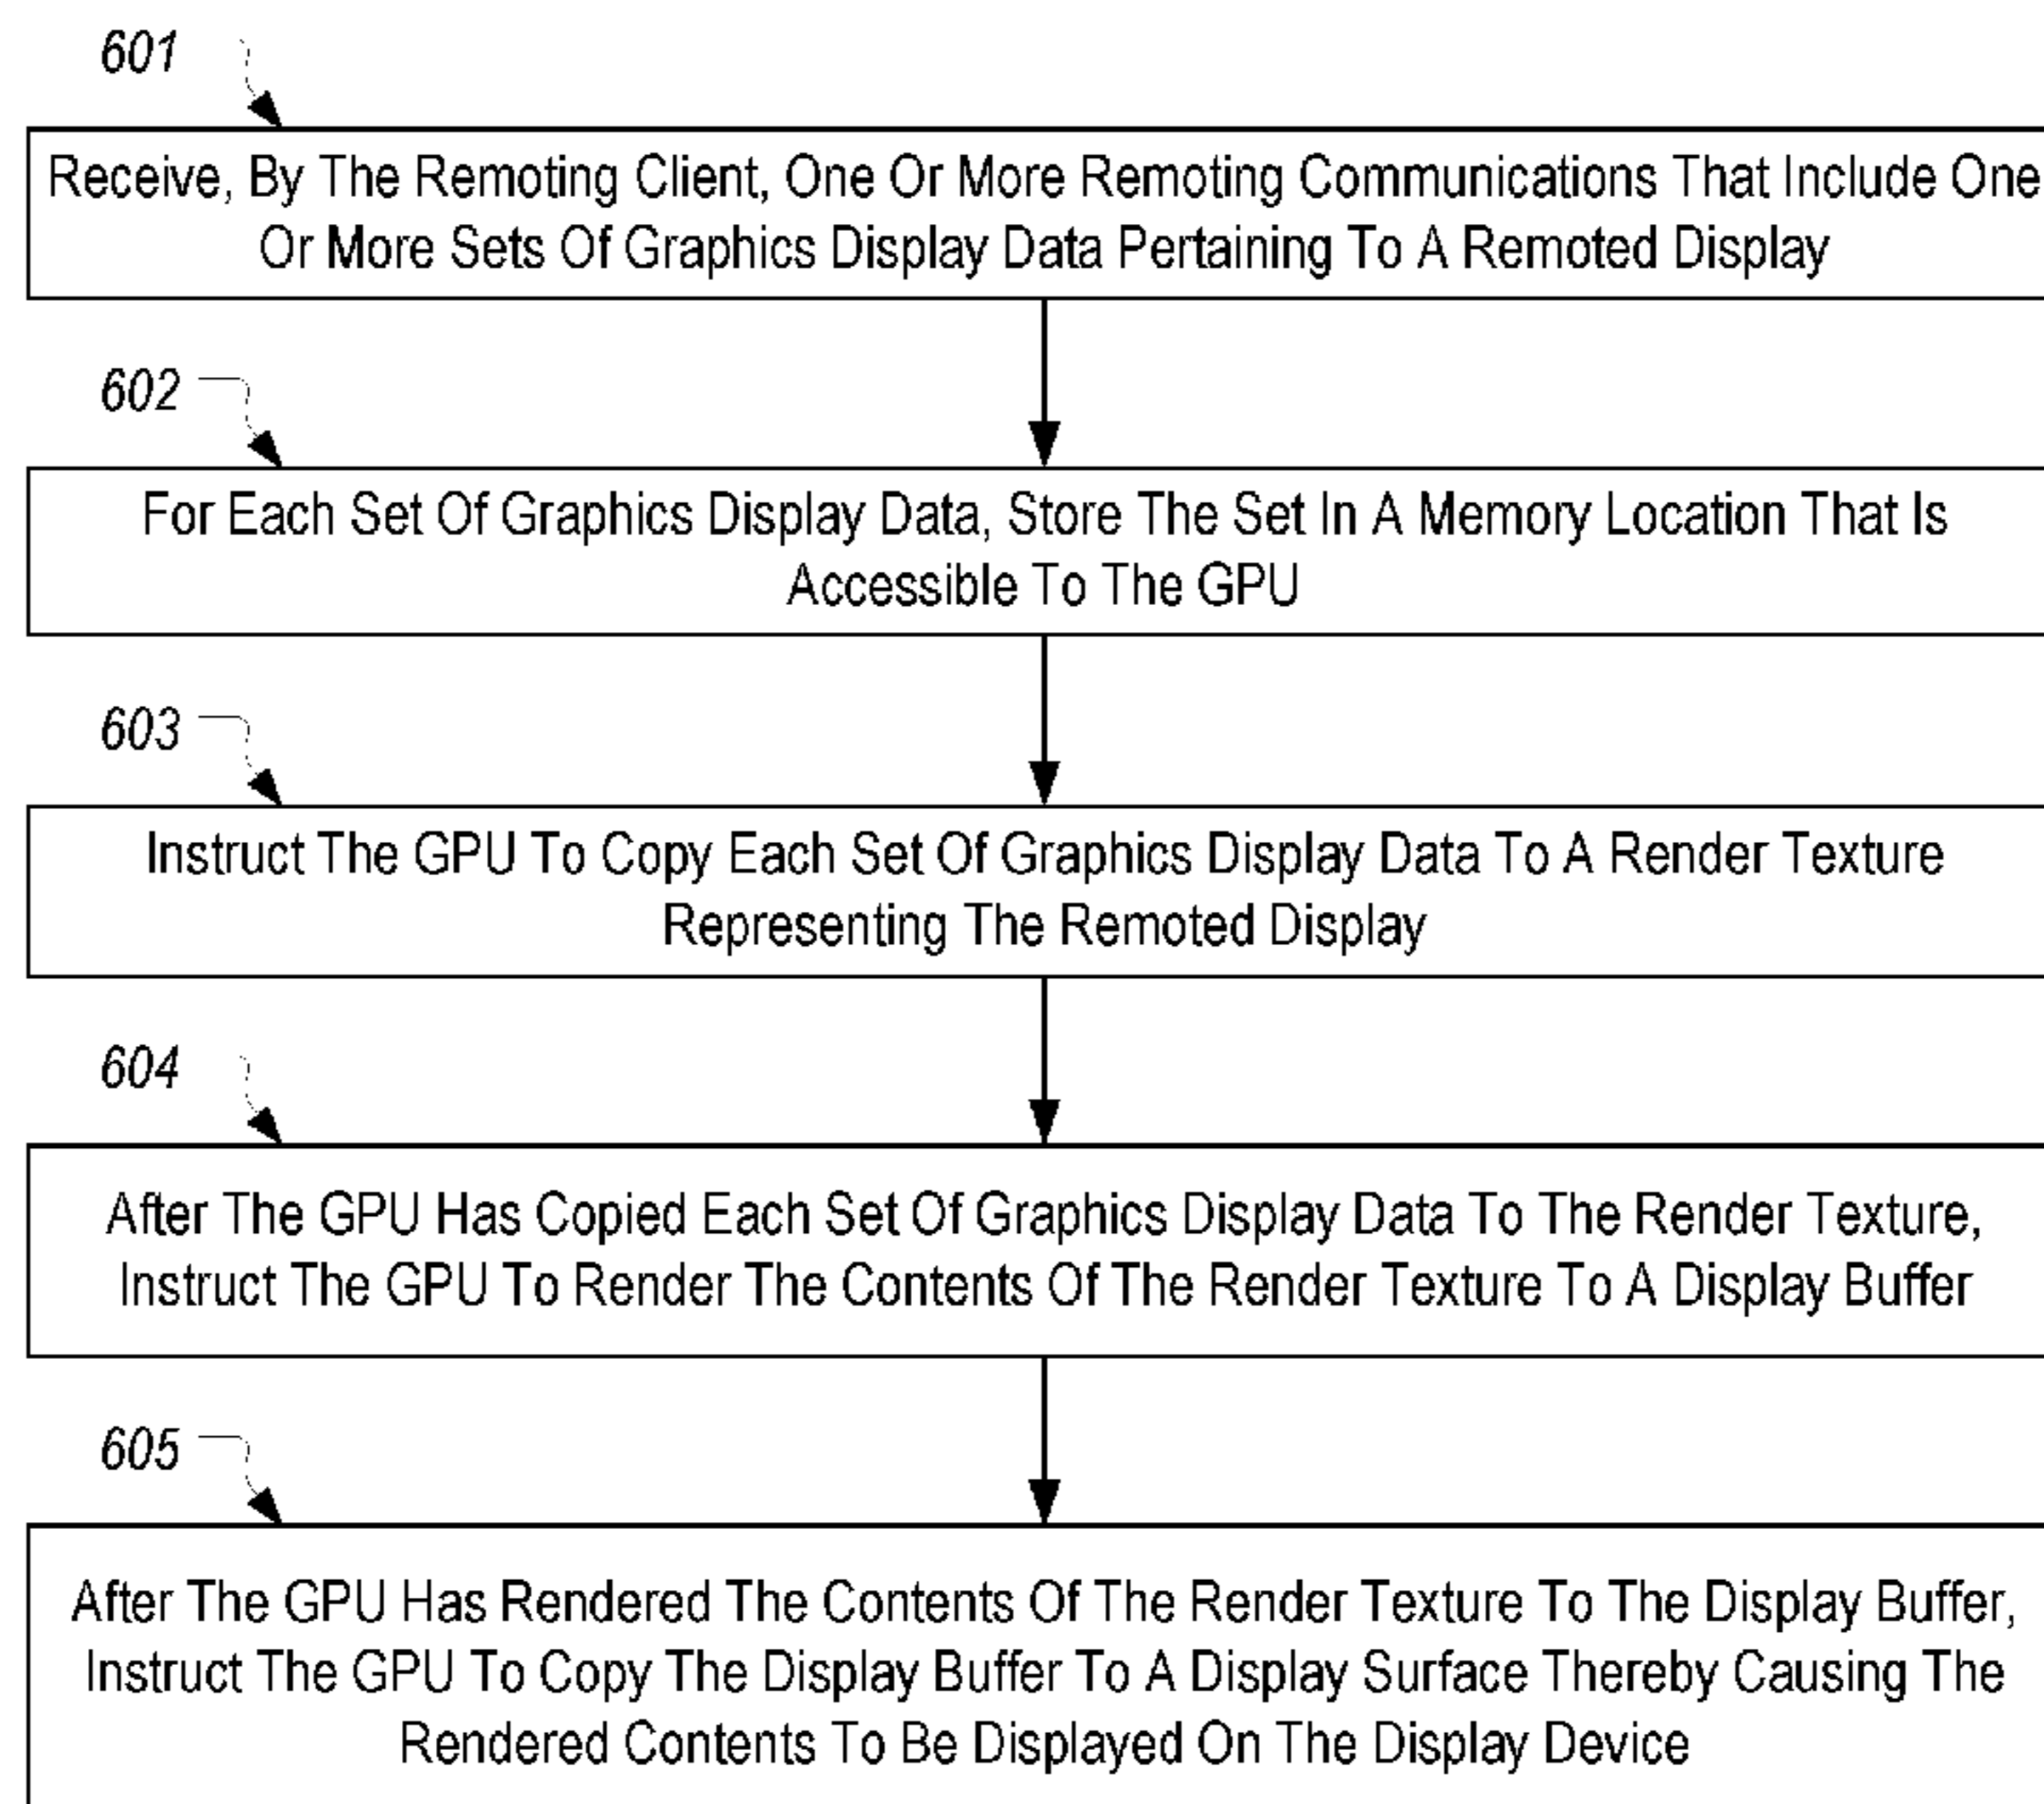 601
Receive, By The Remoting Client, One Or More Remoting Communications That Include One
Or More Sets Of Graphics Display Data Pertaining To A Remoted Display
602
For Each Set Of Graphics Display Data, Store The Set In A Memory Location That Is
Accessible To The GPU
603
Instruct The GPU To Copy Each Set Of Graphics Display Data To A Render Texture
Representing The Remoted Display
604
After The GPU Has Copied Each Set Of Graphics Display Data To The Render Texture,
Instruct The GPU To Render The Contents Of The Render Texture To A Display Buffer
605
After The GPU Has Rendered The Contents Of The Render Texture To The Display Buffer,
Instruct The GPU To Copy The Display Buffer To A Display Surface Thereby Causing The
Rendered Contents To Be Displayed On The Display Device